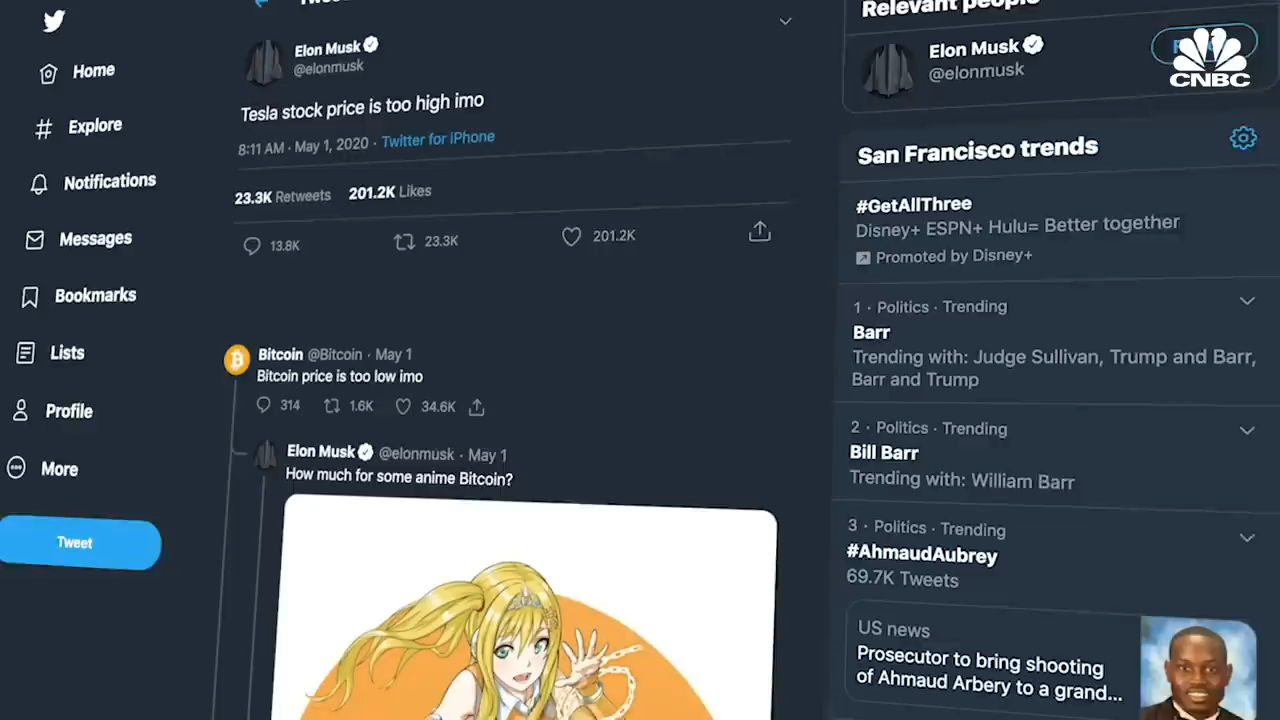 Home
Explore
Notifications
Messages
Bookmarks
Lists
Profile
More
Tweet
Elon Musk
@elonmusk
Tesla stock price is too high imo
8:11 AM · May 1, 2020 · Twitter for iPhone
23.3K Retweets 201.2K Likes
13.8K 23.3K 201.2K
Bitcoin @Bitcoin · May 1
Bitcoin price is too low imo
314 1.6K 34.6K
Elon Musk @elonmusk · May 1
How much for some anime Bitcoin?
Relevant people
Elon Musk
@elonmusk
CNBC
San Francisco trends
#GetAllThree
Disney+ ESPN+ Hulu= Better together
Promoted by Disney+
1 · Politics · Trending
Barr
Trending with: Judge Sullivan, Trump and Barr,
Barr and Trump
2 · Politics · Trending
Bill Barr
Trending with: William Barr
3 · Politics · Trending
#AhmaudAubrey
69.7K Tweets
US news
Prosecutor to bring shooting
of Ahmaud Arbery to a grand...